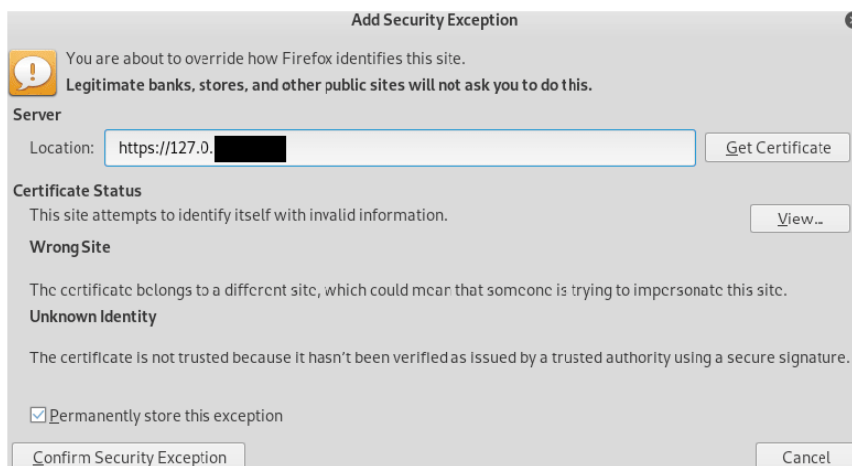 Add Security Exception
You are about to override how Firefox identifies this site.
Legitimate banks, stores, and other public sites will not ask you to do this.
Server
Location: https://127.0. Get Certificate
Certificate Status
This site attempts to identify itself with invalid information. View...
Wrong Site
The certificate belongs to a different site, which could mean that someone is trying to impersonate this site.
Unknown Identity
The certificate is not trusted because it hasn't been verified as issued by a trusted authority using a secure signature.
Permanently store this exception
Confirm Security Exception Cancel